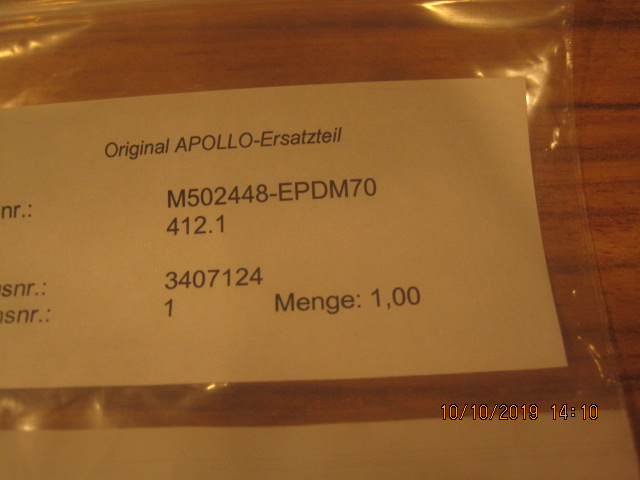 Original APOLLO-Ersatzteil
nr.: M502448-EPDM70
412.1
snr.: 3407124
snr.: 1 Menge: 1,00
10/10/2019 14:10